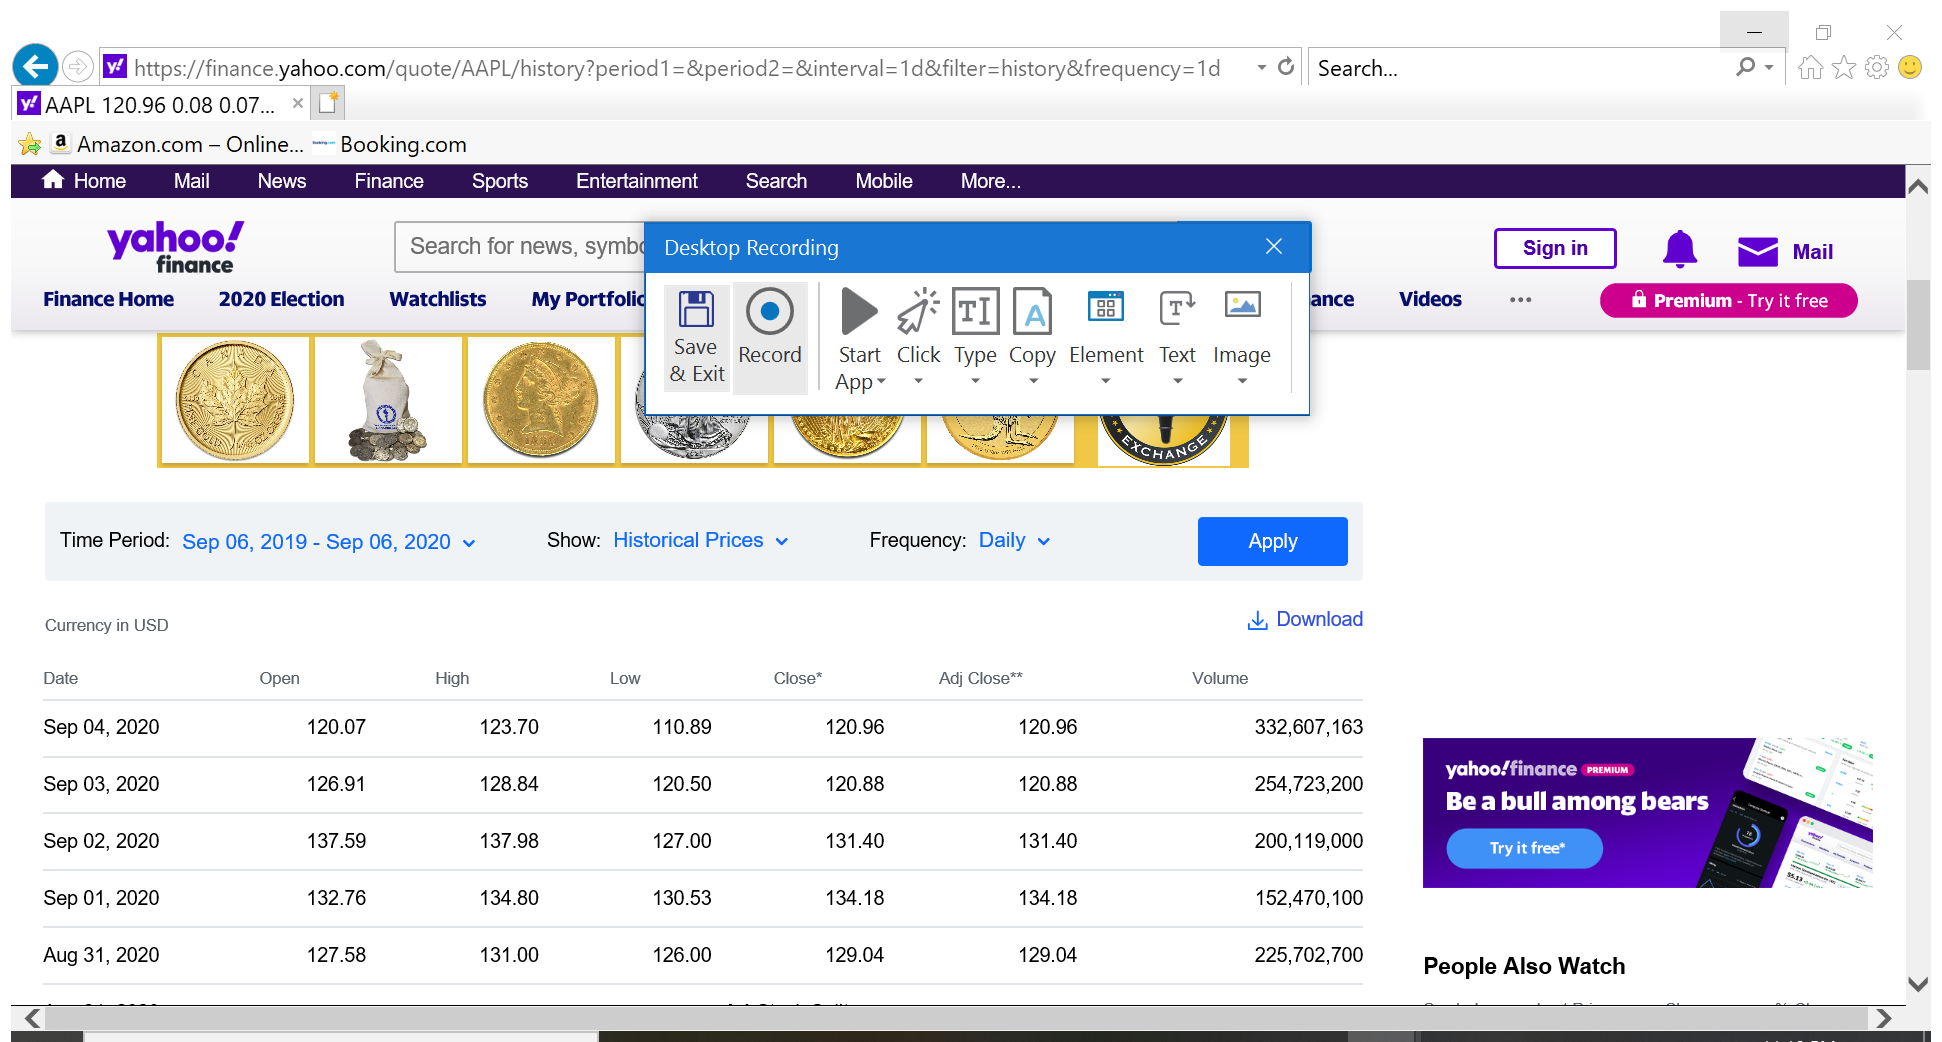 https://finance.yahoo.com/quote/AAPL/history?period1=&period2=&interval=1d&filter=history&frequency=1d
Search...
AAPL 120.96 0.08 0.07...
Amazon.com – Online...
Booking.com
Home Mail News Finance Sports Entertainment Search Mobile More...
yahoo!
finance
Search for news, symbo
Desktop Recording
Sign in
Mail
Finance Home 2020 Election Watchlists My Portfolio
ance Videos
Premium - Try it free
Save
& Exit
Record
Start
App
Click
Type
Copy
Element
Text
Image
EXCHANGE
Time Period: Sep 06, 2019 - Sep 06, 2020 Show: Historical Prices Frequency: Daily Apply
Currency in USD Download
Date Open High Low Close* Adj Close** Volume
Sep 04, 2020 120.07 123.70 110.89 120.96 120.96 332,607,163
Sep 03, 2020 126.91 128.84 120.50 120.88 120.88 254,723,200
Sep 02, 2020 137.59 137.98 127.00 131.40 131.40 200,119,000
Sep 01, 2020 132.76 134.80 130.53 134.18 134.18 152,470,100
Aug 31, 2020 127.58 131.00 126.00 129.04 129.04 225,702,700
yahoo!finance PREMIUM
Be a bull among bears
Try it free*
People Also Watch